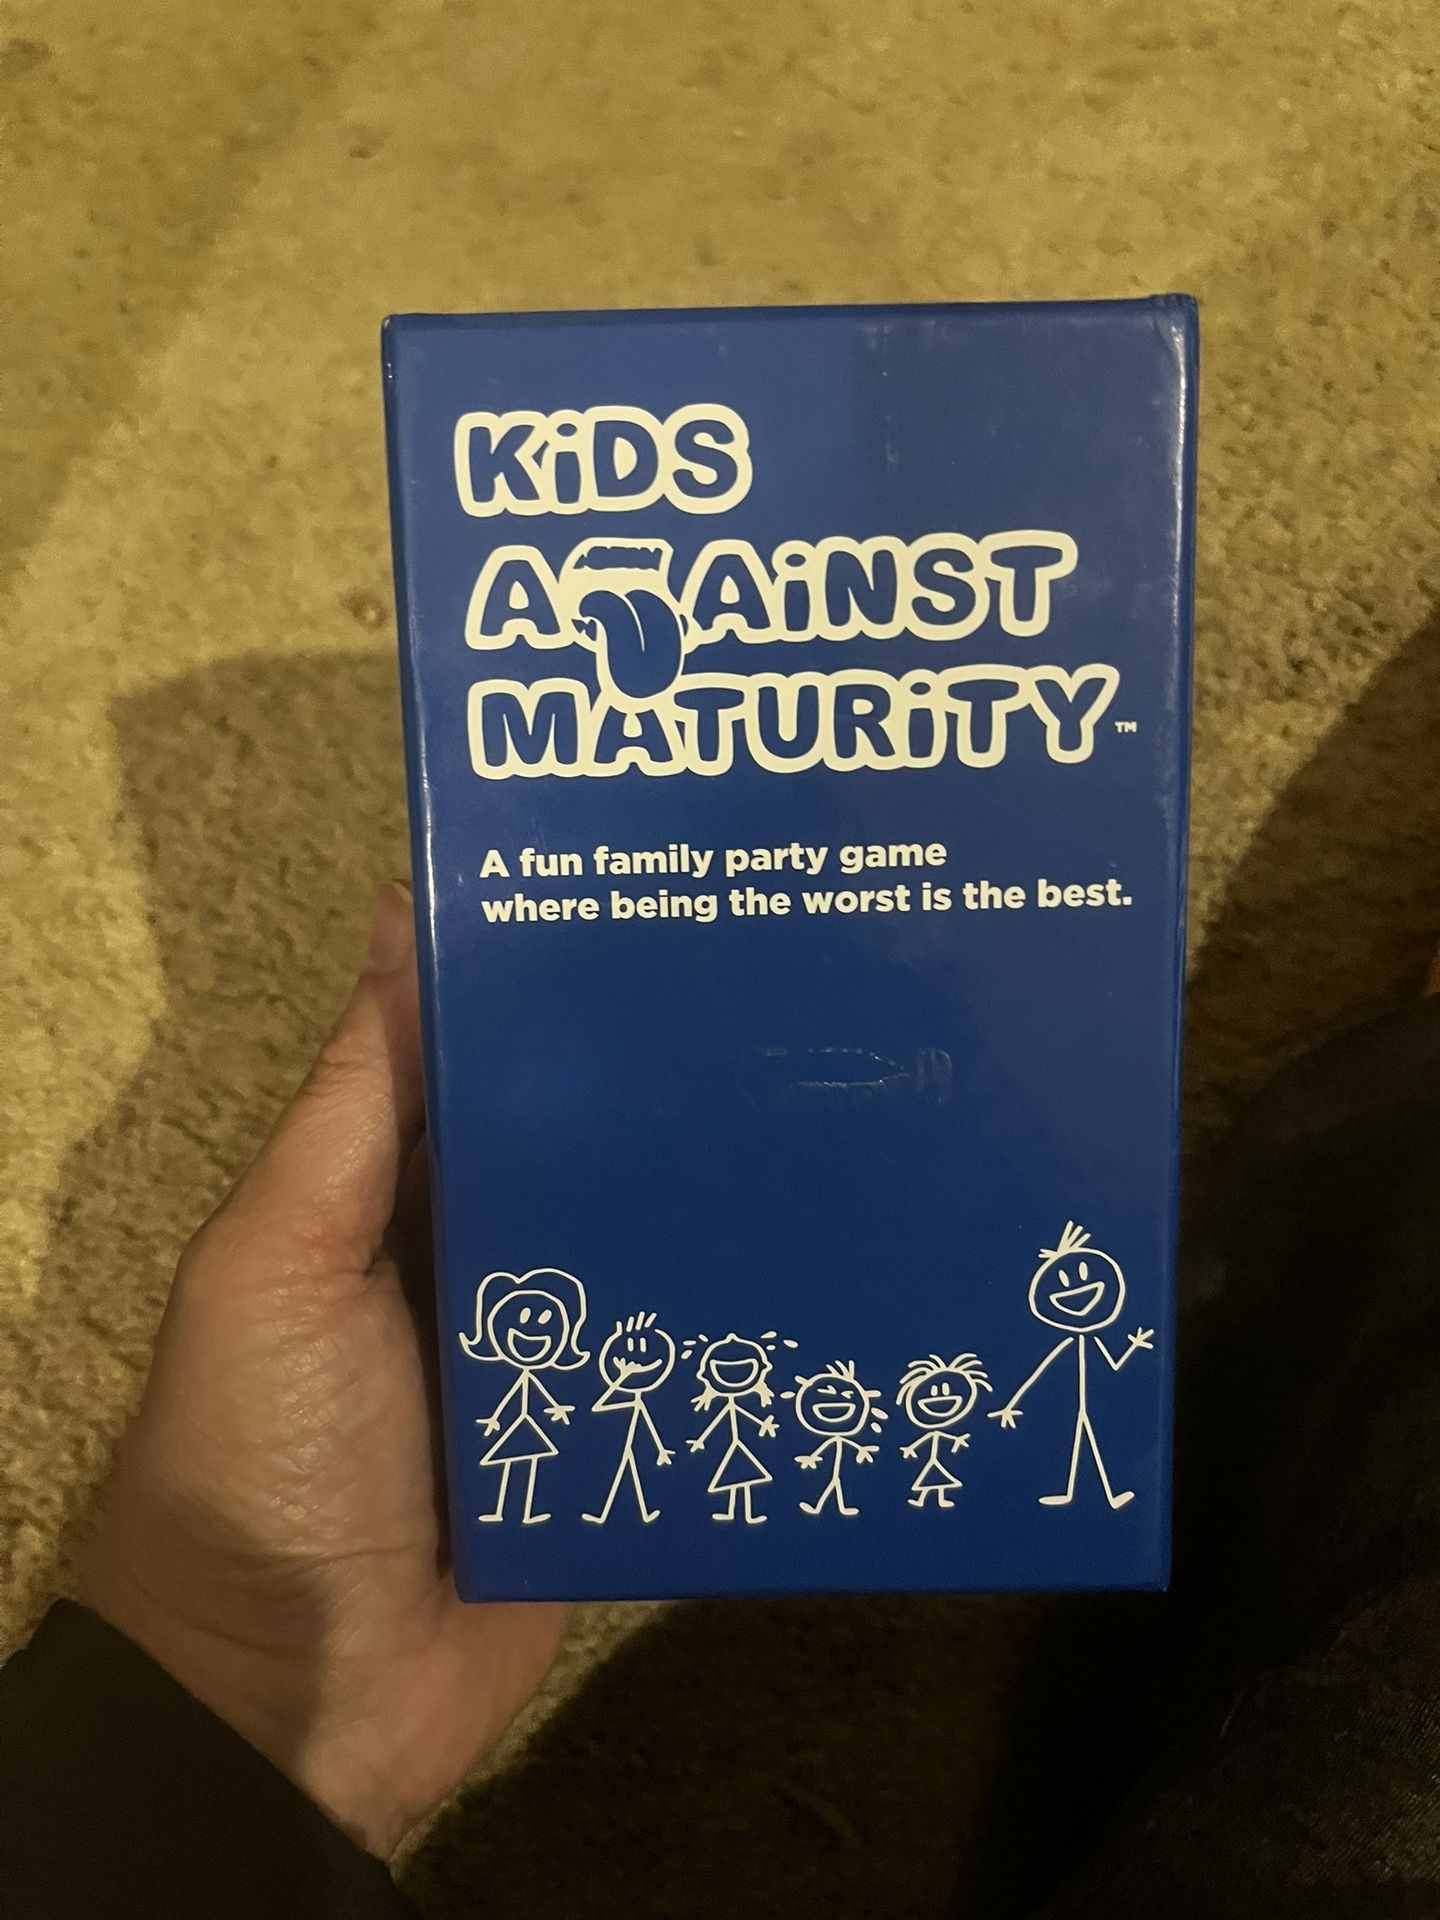 KiDS
AGAiNST
MATURiTY™
A fun family party game
where being the worst is the best.